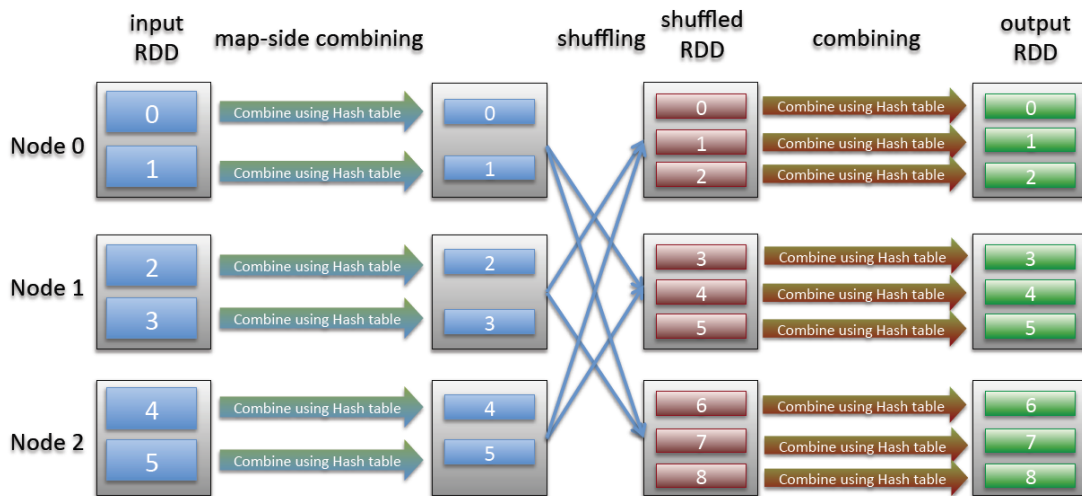 input RDD
map-side combining
shuffling
shuffled RDD
combining
output RDD
Node 0
0
Combine using Hash table
0
0
Combine using Hash table
0
1
Combine using Hash table
1
1
Combine using Hash table
1
2
Combine using Hash table
2
Node 1
2
Combine using Hash table
2
3
Combine using Hash table
3
3
Combine using Hash table
3
4
Combine using Hash table
4
5
Combine using Hash table
5
Node 2
4
Combine using Hash table
4
6
Combine using Hash table
6
5
Combine using Hash table
5
7
Combine using Hash table
7
8
Combine using Hash table
8